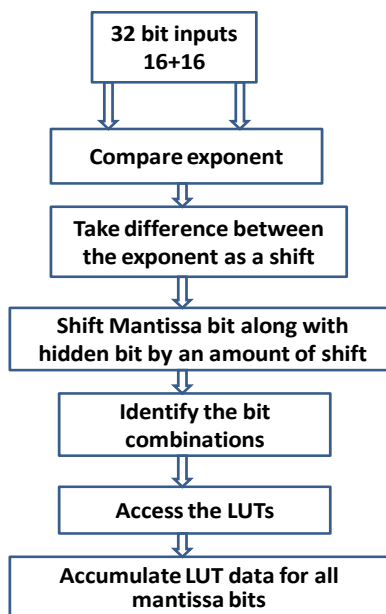 32 bit inputs
16+16
Compare exponent
Take difference between
the exponent as a shift
Shift Mantissa bit along with
hidden bit by an amount of shift
Identify the bit
combinations
Access the LUTs
Accumulate LUT data for all
mantissa bits